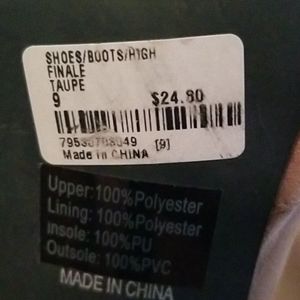 SHOES/BOOTS/HIGH
FINALE
TAUPE
9 $24.80
[9]
Made in CHINA
Upper:100%Polyester
Lining: 100%Polyester
insole:100%PU
Outsole: 100%PVC
MADE IN CHINA